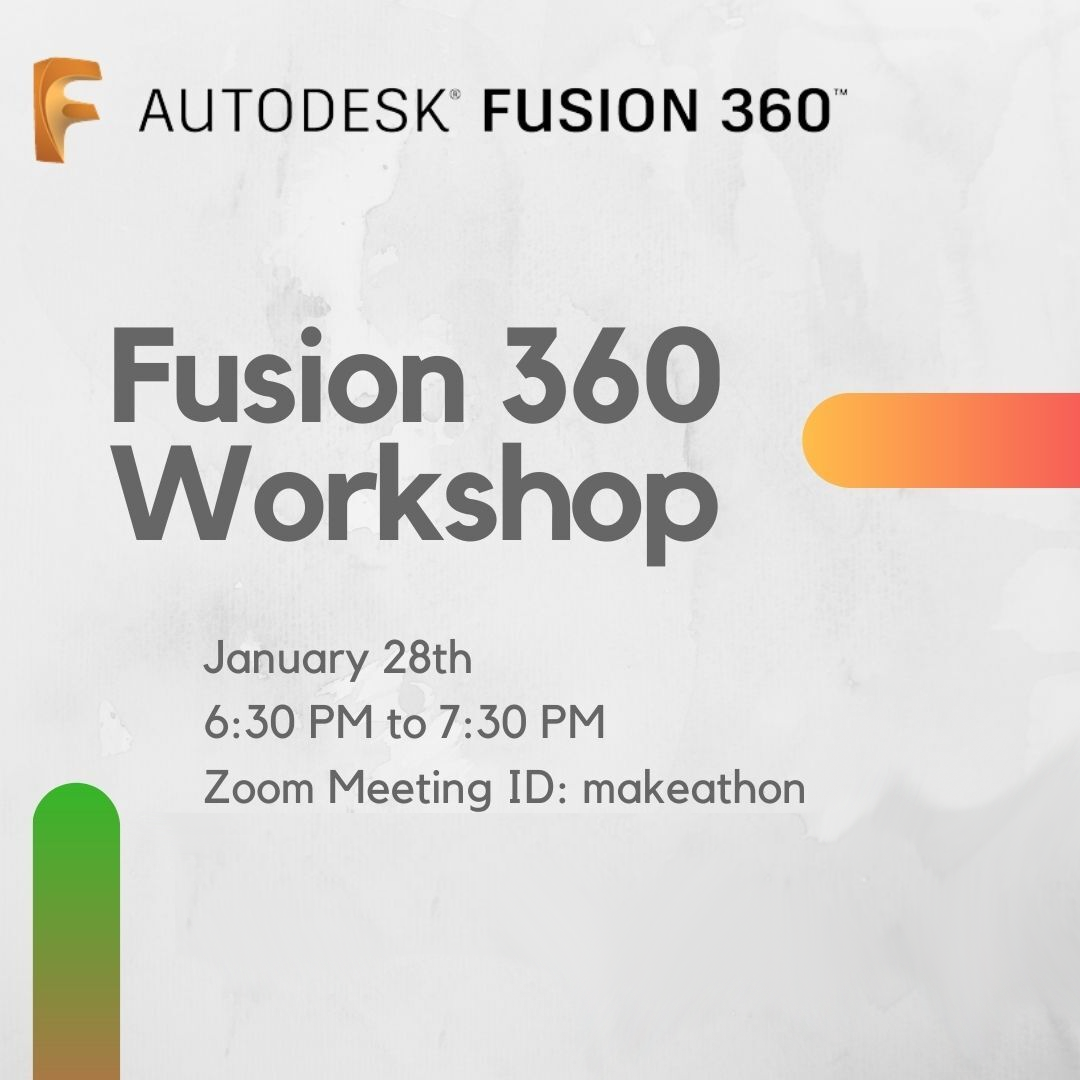 AUTODESK® FUSION 360™
Fusion 360
Workshop
January 28th
6:30 PM to 7:30 PM
Zoom Meeting ID: makeathon